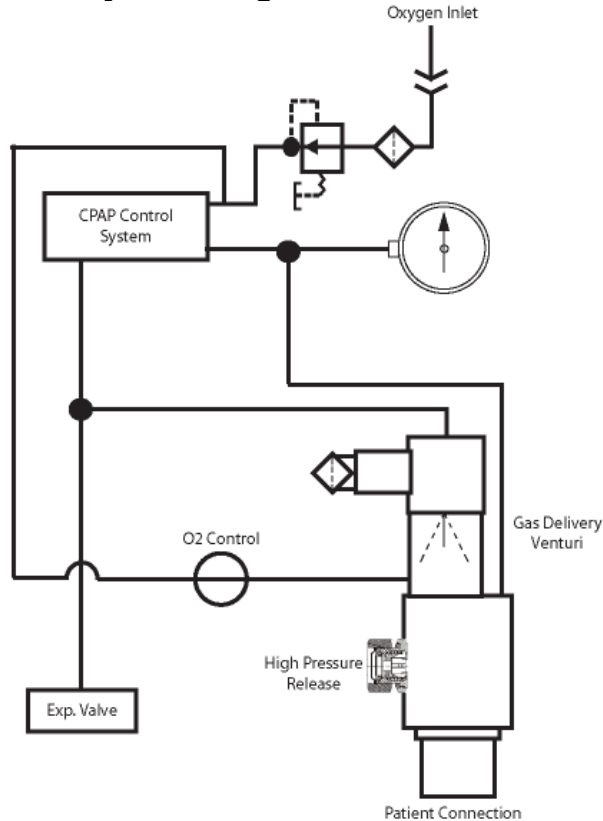 Oxygen Inlet
CPAP Control
System
Gas Delivery
Venturi
O2 Control
High Pressure
Release
Exp. Valve
Patient Connection